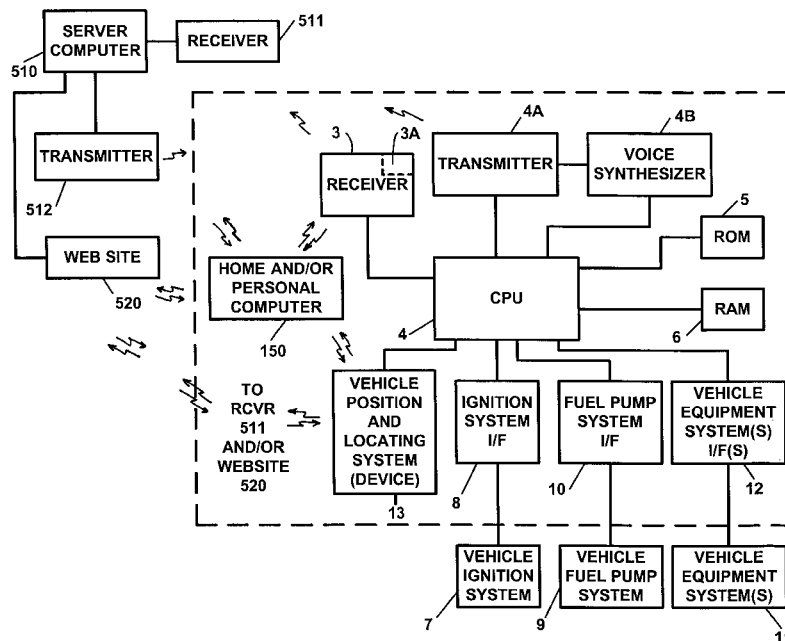 SERVER
COMPUTER
510
RECEIVER
511
TRANSMITTER
512
WEB SITE
520
3
3A
RECEIVER
4A
TRANSMITTER
4B
VOICE
SYNTHESIZER
5
ROM
HOME AND/OR
PERSONAL
COMPUTER
150
CPU
4
RAM
6
TO
RCVR
511
AND/OR
WEBSITE
520
VEHICLE
POSITION
AND
LOCATING
SYSTEM
(DEVICE)
13
IGNITION
SYSTEM
I/F
8
FUEL PUMP
SYSTEM
I/F
10
VEHICLE
EQUIPMENT
SYSTEM(S)
I/F(S)
12
VEHICLE
IGNITION
SYSTEM
7
VEHICLE
FUEL PUMP
SYSTEM
9
VEHICLE
EQUIPMENT
SYSTEM(S)